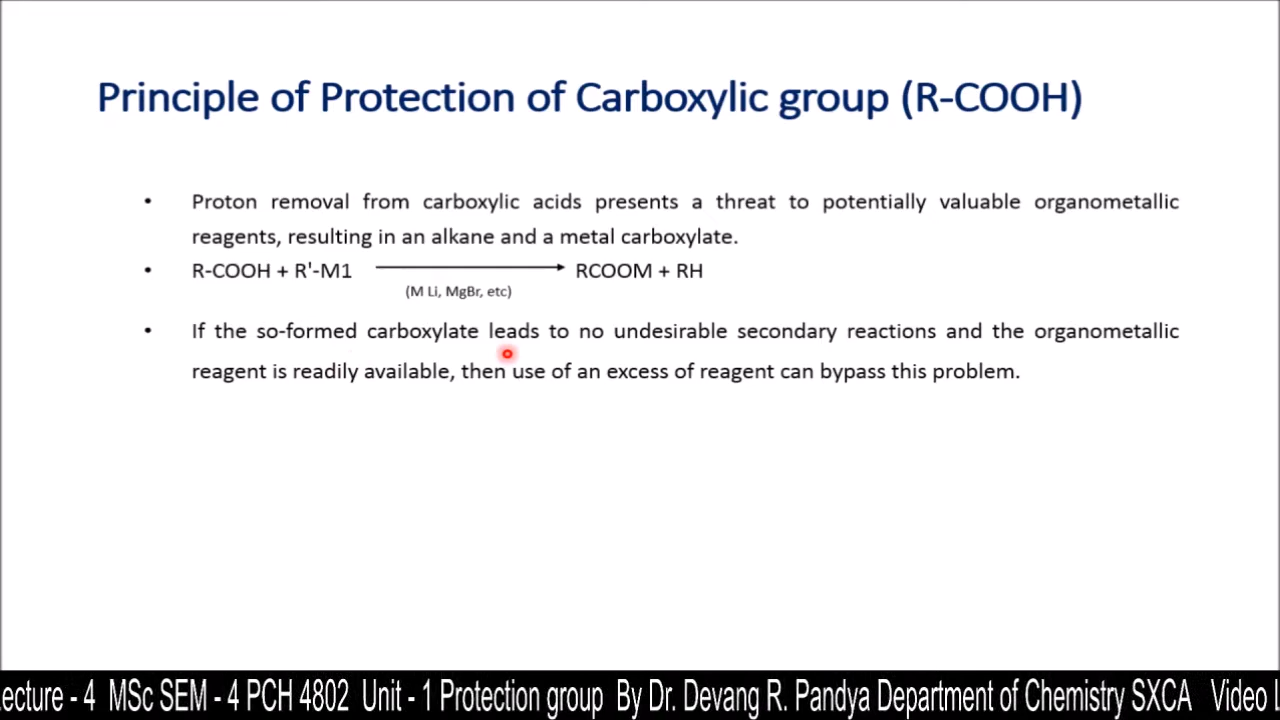 Principle of Protection of Carboxylic group (R-COOH)
• Proton removal from carboxylic acids presents a threat to potentially valuable organometallic
reagents, resulting in an alkane and a metal carboxylate.
• R-COOH + R'-M1 (M Li, MgBr, etc) RCOOM + RH
• If the so-formed carboxylate leads to no undesirable secondary reactions and the organometallic
reagent is readily available, then use of an excess of reagent can bypass this problem.
ecture - 4 MSc SEM - 4 PCH 4802 Unit - 1 Protection group By Dr. Devang R. Pandya Department of Chemistry SXCA Video L